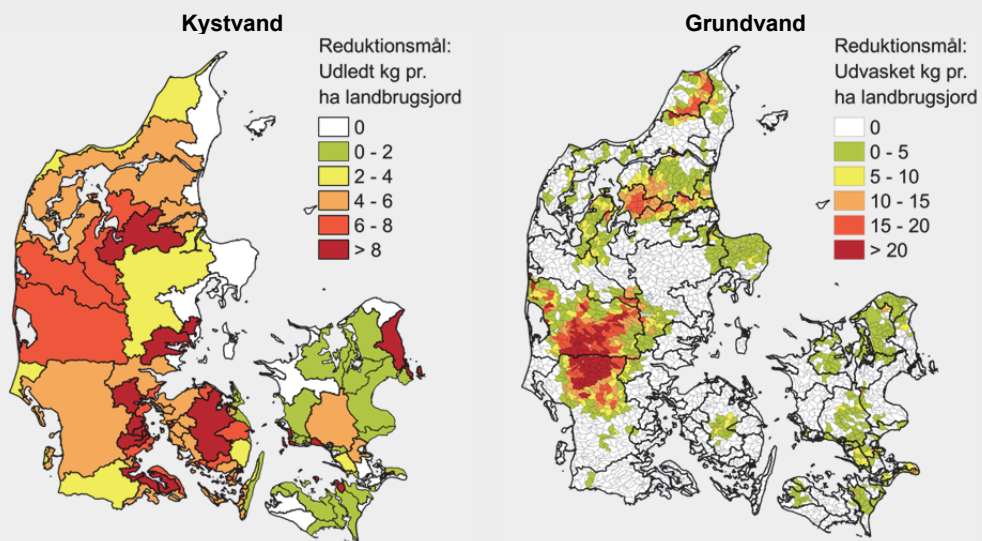 Kystvand
Reduktionsmål:
Udledt kg pr.
ha landbrugsjord
0
0 - 2
2 - 4
4 - 6
6 - 8
> 8
Grundvand
Reduktionsmål:
Udvasket kg pr.
ha landbrugsjord
0
0 - 5
5 - 10
10 - 15
15 - 20
> 20